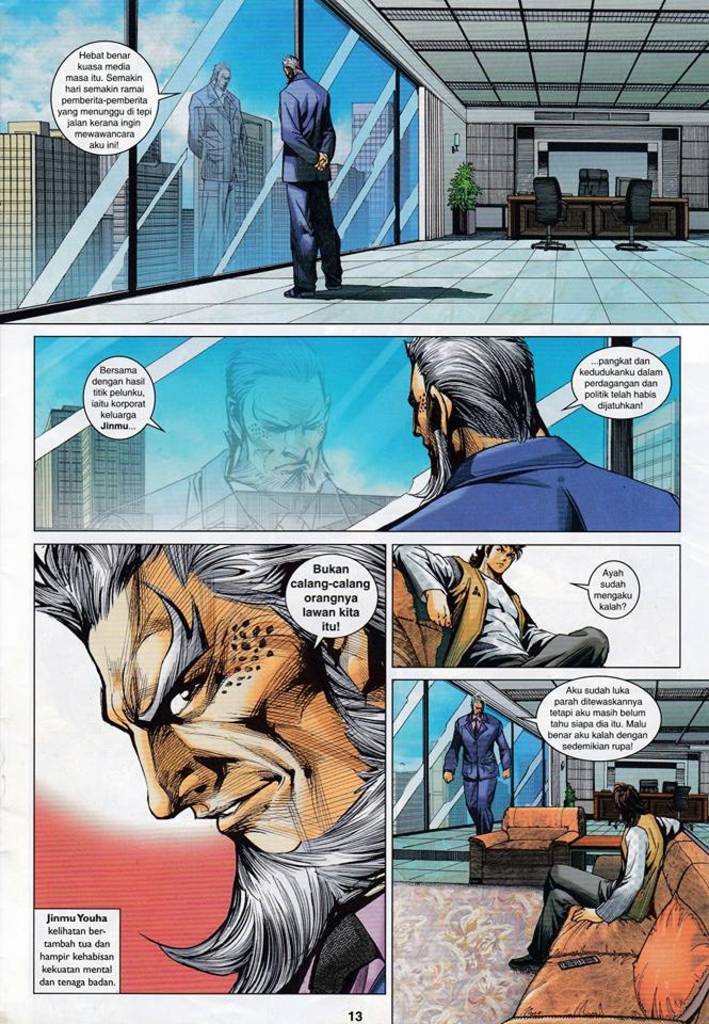 Hebat benar
kuasa media
masa itu. Semakin
hari semakin ramai
pemberita-pemberita
yang menunggu di tepi
jalan kerana ingin
mewawancara
aku ini!
Bersama
dengan hasil
titik pelunku,
iaitu korporat
keluarga
Jinmu...
...pangkat dan
kedudukanku dalam
perdagangan dan
politik telah habis
dijatuhkan!
Bukan
calang-calang
orangnya
lawan kita
itu!
Ayah
sudah
mengaku
kalah?
Aku sudah luka
parah ditewaskannya
tetapi aku masih belum
tahu siapa dia itu. Malu
benar aku kalah dengan
sedemikian rupa!
Jinmu Youha
kelihatan ber-
tambah tua dan
hampir kehabisan
kekuatan mental
dan tenaga badan.
13